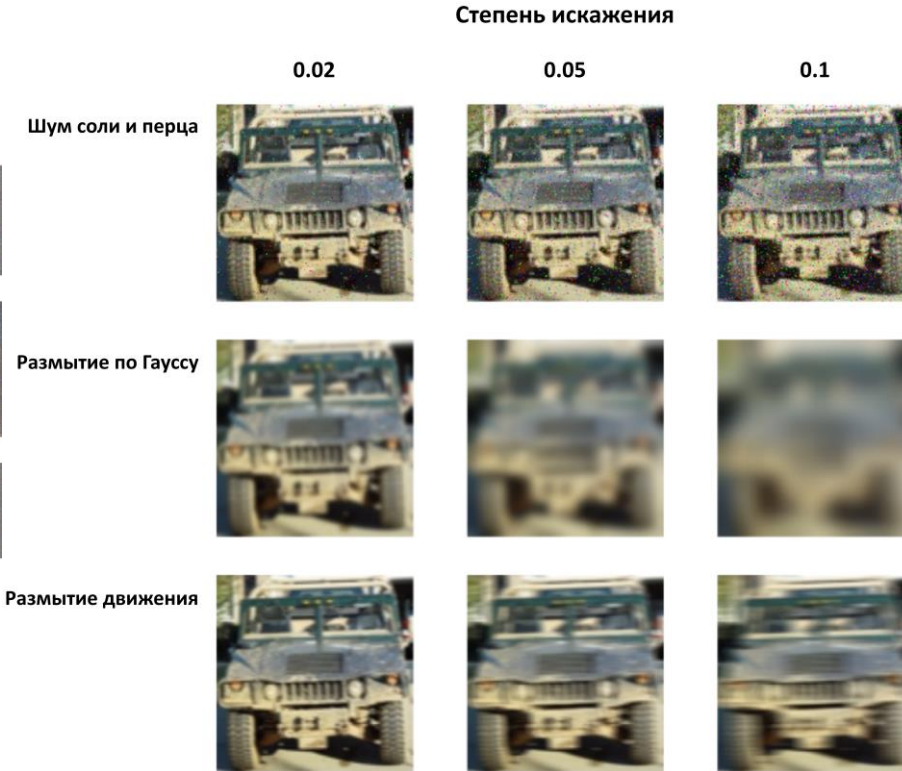 Степень искажения
0.02 0.05 0.1
Шум соли и перца
Размытие по Гауссу
Размытие движения